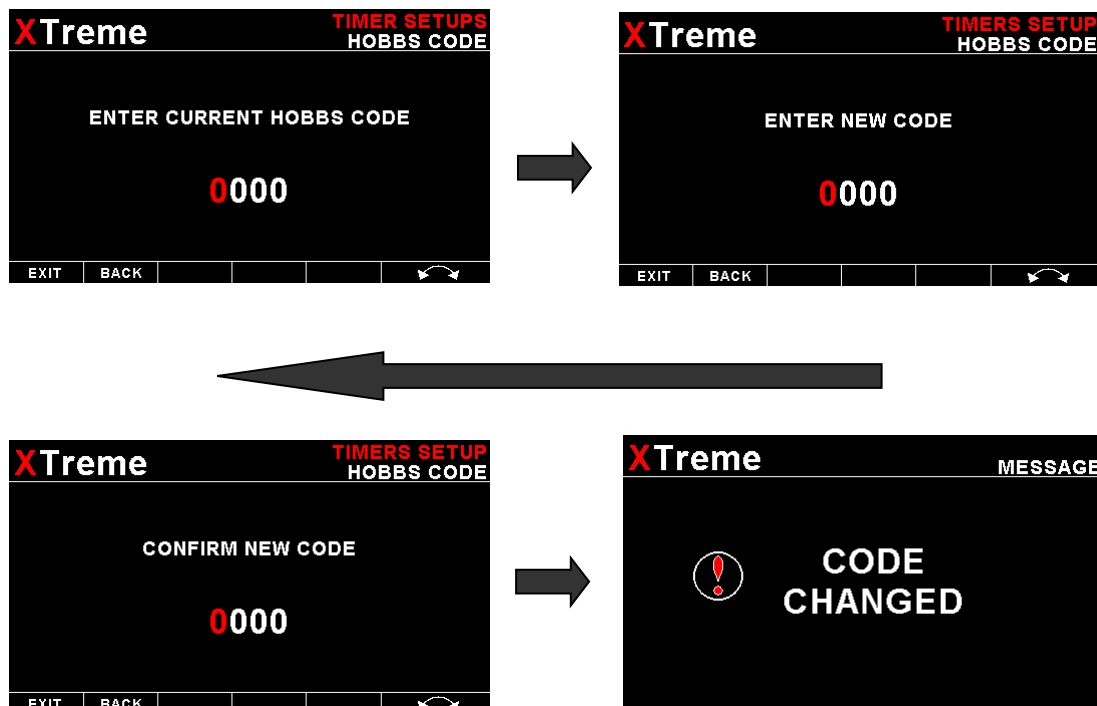 XTreme
TIMER SETUPS
HOBBS CODE
ENTER CURRENT HOBBS CODE
0000
EXIT BACK
XTreme
TIMERS SETUP
HOBBS CODE
ENTER NEW CODE
0000
EXIT BACK
XTreme
TIMERS SETUP
HOBBS CODE
CONFIRM NEW CODE
0000
EXIT BACK
XTreme
MESSAGE
CODE
CHANGED